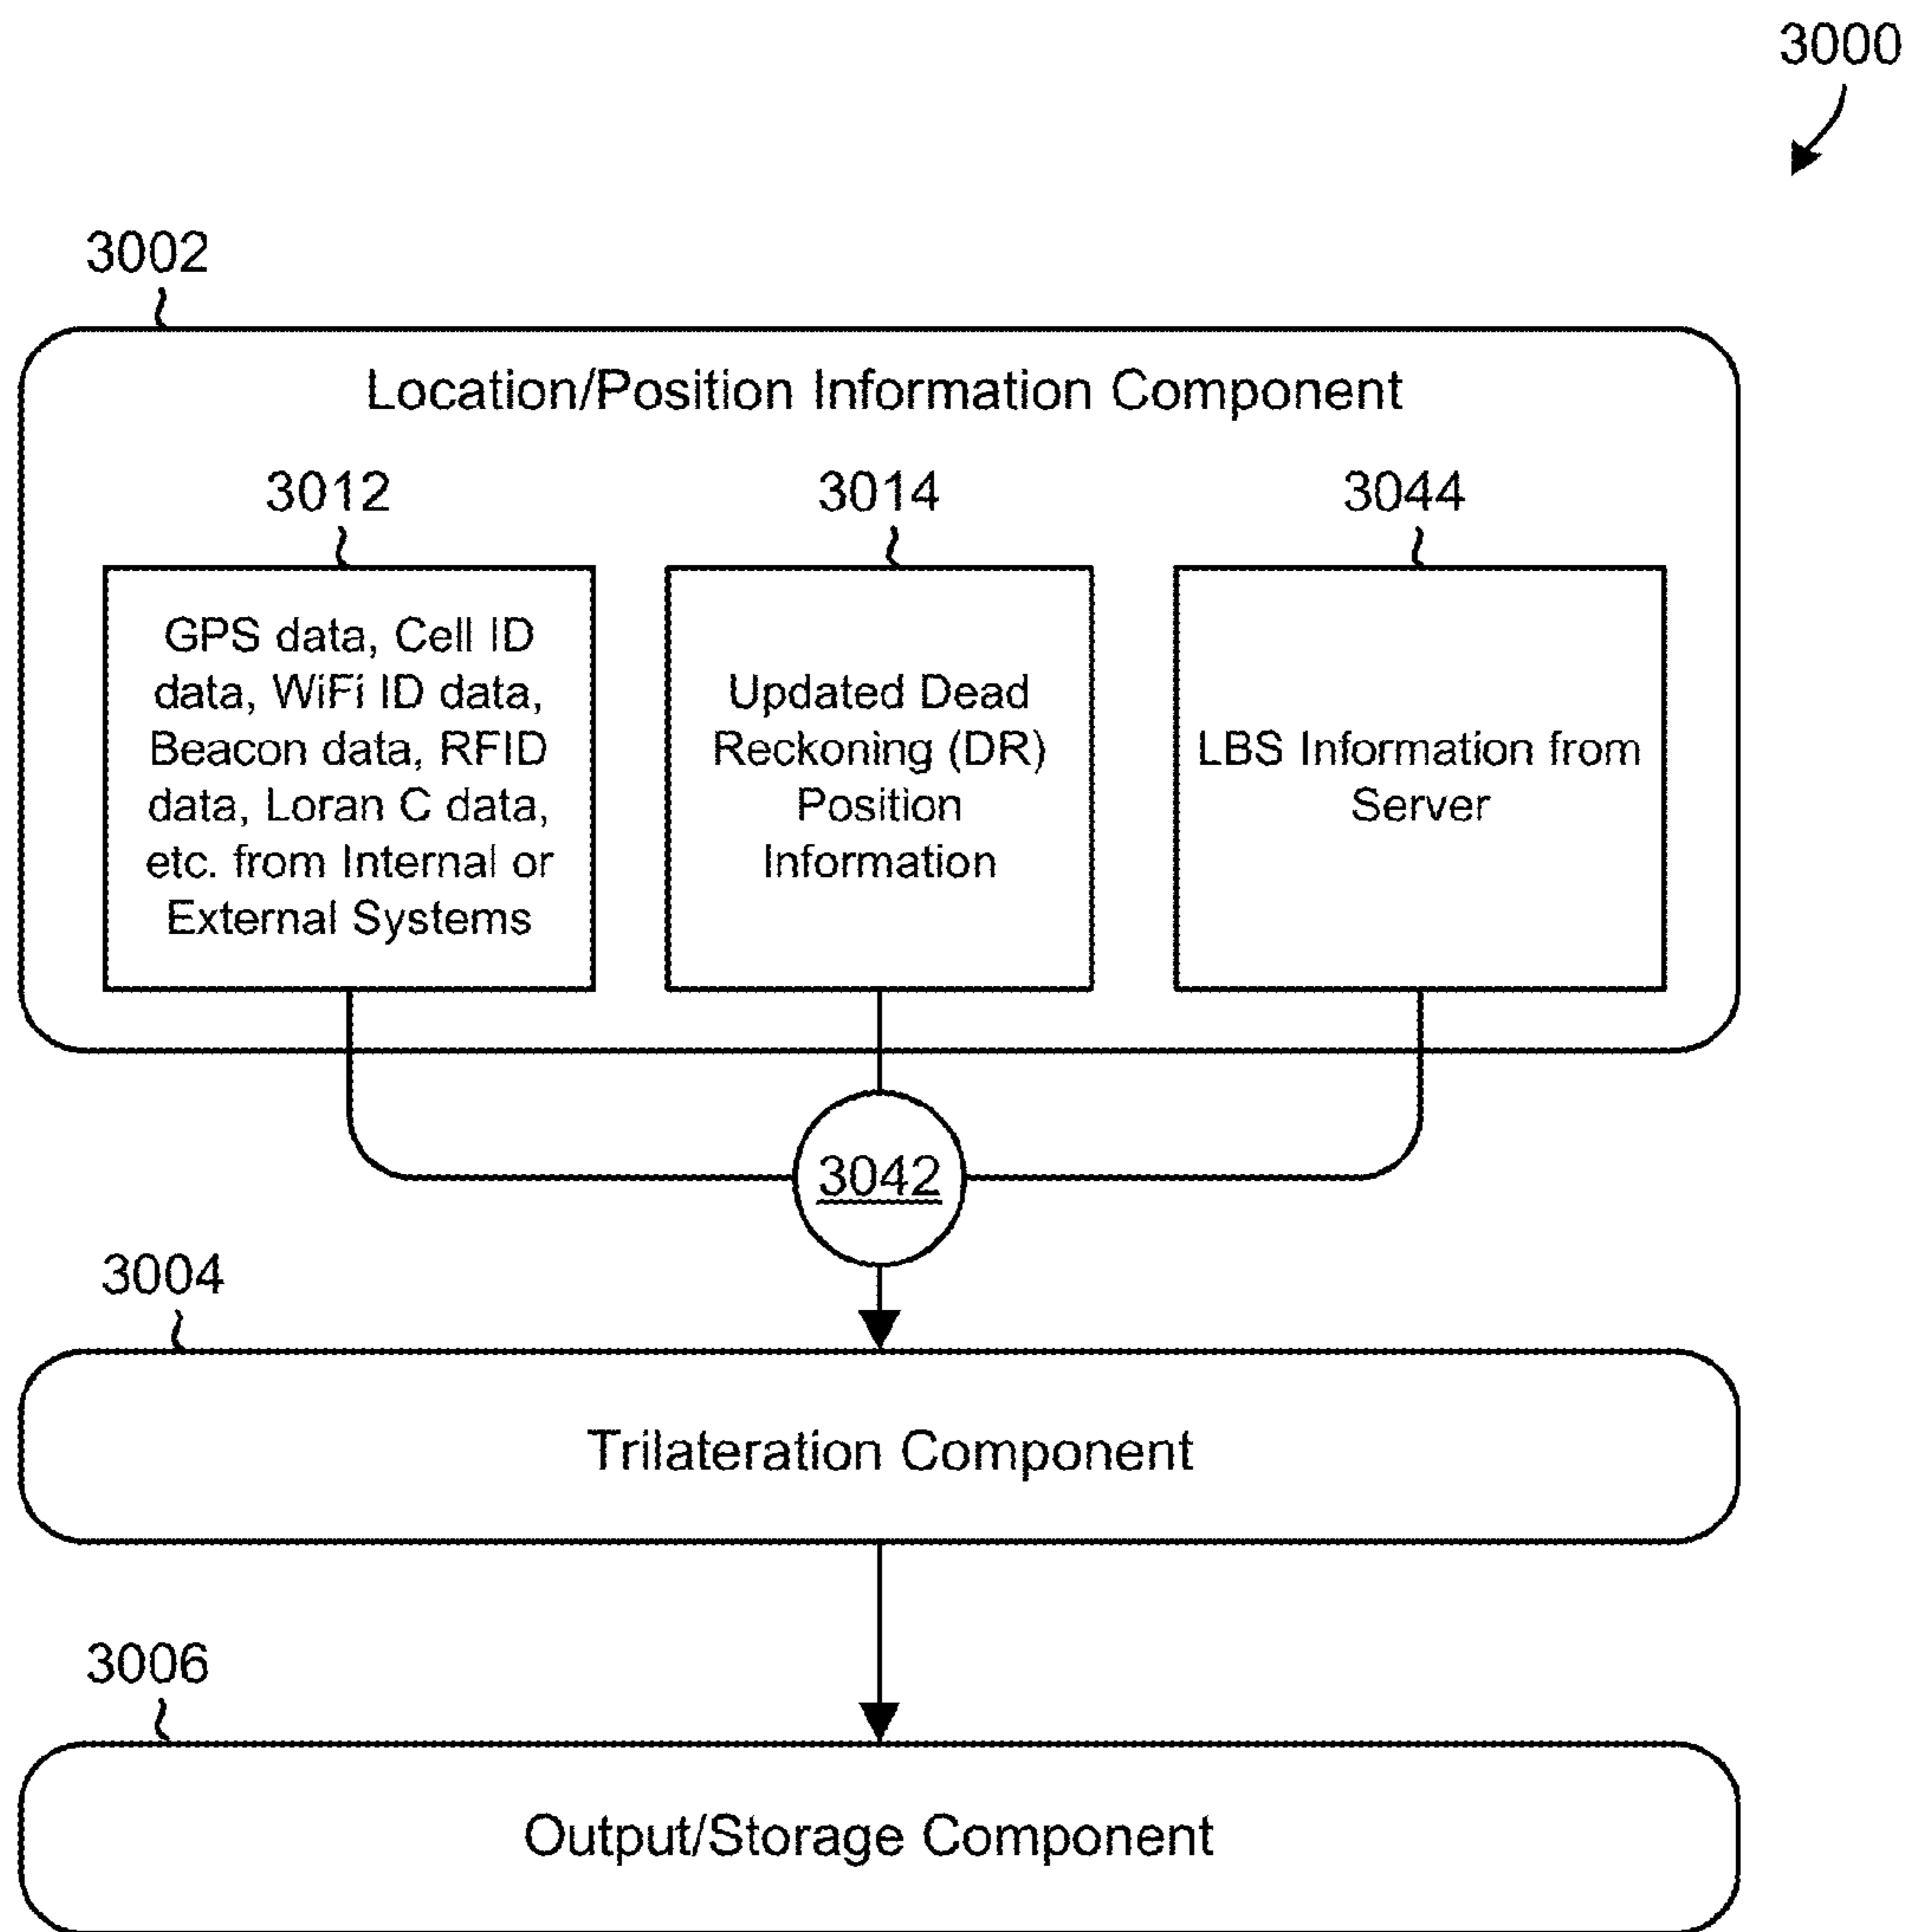 3000
3002
Location/Position Information Component
3012
3014
3044
GPS data, Cell ID
data, WiFi ID data,
Beacon data, RFID
data, Loran C data,
etc. from Internal or
External Systems
Updated Dead
Reckoning (DR)
Position
Information
LBS Information from
Server
3042
3004
Trilateration Component
3006
Output/Storage Component